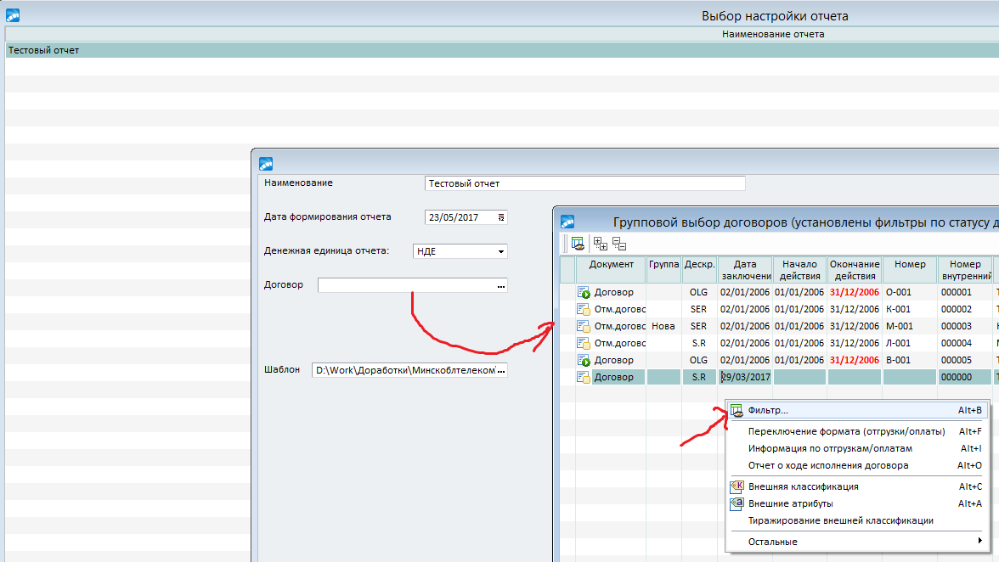 Выбор настройки отчета
Наименование отчета
Тестовый отчет
Наименование Тестовый отчет
Дата формирования отчета 23/05/2017 12
Денежная единица отчета: НДЕ
Договор ...
Шаблон D:\Work\Доработки\Минскоблтелеком\ ...
Групповой выбор договоров (установлены фильтры по статусу д
Документ Группа Дескр. Дата заключени Начало действия Окончание действия Номер Номер внутренний
Договор OLG 02/01/2006 01/01/2006 31/12/2006 О-001 000001
Отм.догово SER 02/01/2006 01/01/2006 31/12/2006 К-001 000002
Отм.догово Нова SER 02/01/2006 01/01/2006 31/12/2006 М-001 000003
Отм.догово S.R 02/01/2006 01/01/2006 31/12/2006 Л-001 000004
Договор OLG 02/01/2006 01/01/2006 31/12/2006 В-001 000005
Договор S.R 29/03/2017 000000
Фильтр... Alt+B
Переключение формата (отгрузки/оплаты) Alt+F
Информация по отгрузкам/оплатам Alt+I
Отчет о ходе исполнения договора Alt+O
Внешняя классификация Alt+C
Внешние атрибуты Alt+A
Тиражирование внешней классификации
Остальные